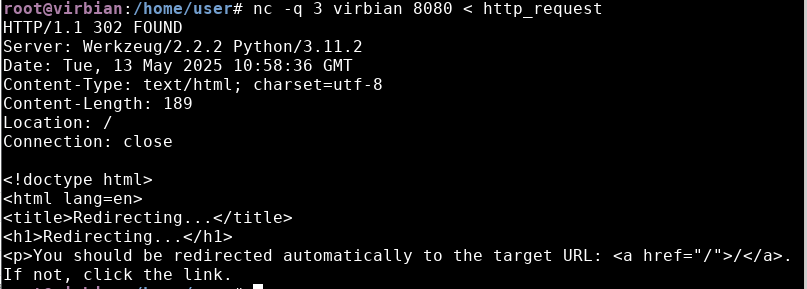 root@virbian:/home/user# nc -q 3 virbian 8080 < http_request
HTTP/1.1 302 FOUND
Server: Werkzeug/2.2.2 Python/3.11.2
Date: Tue, 13 May 2025 10:58:36 GMT
Content-Type: text/html; charset=utf-8
Content-Length: 189
Location: /
Connection: close

<!doctype html>
<html lang=en>
<title>Redirecting...</title>
<h1>Redirecting...</h1>
<p>You should be redirected automatically to the target URL: <a href="/">/</a>.
If not, click the link.